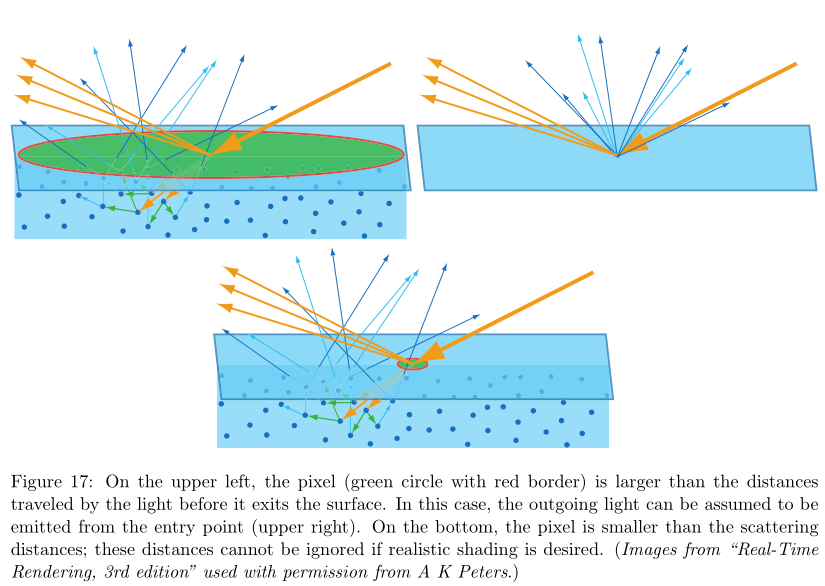 Figure 17: On the upper left, the pixel (green circle with red border) is larger than the distances
traveled by the light before it exits the surface. In this case, the outgoing light can be assumed to be
emitted from the entry point (upper right). On the bottom, the pixel is smaller than the scattering
distances; these distances cannot be ignored if realistic shading is desired. (Images from “Real-Time
Rendering, 3rd edition” used with permission from A K Peters.)